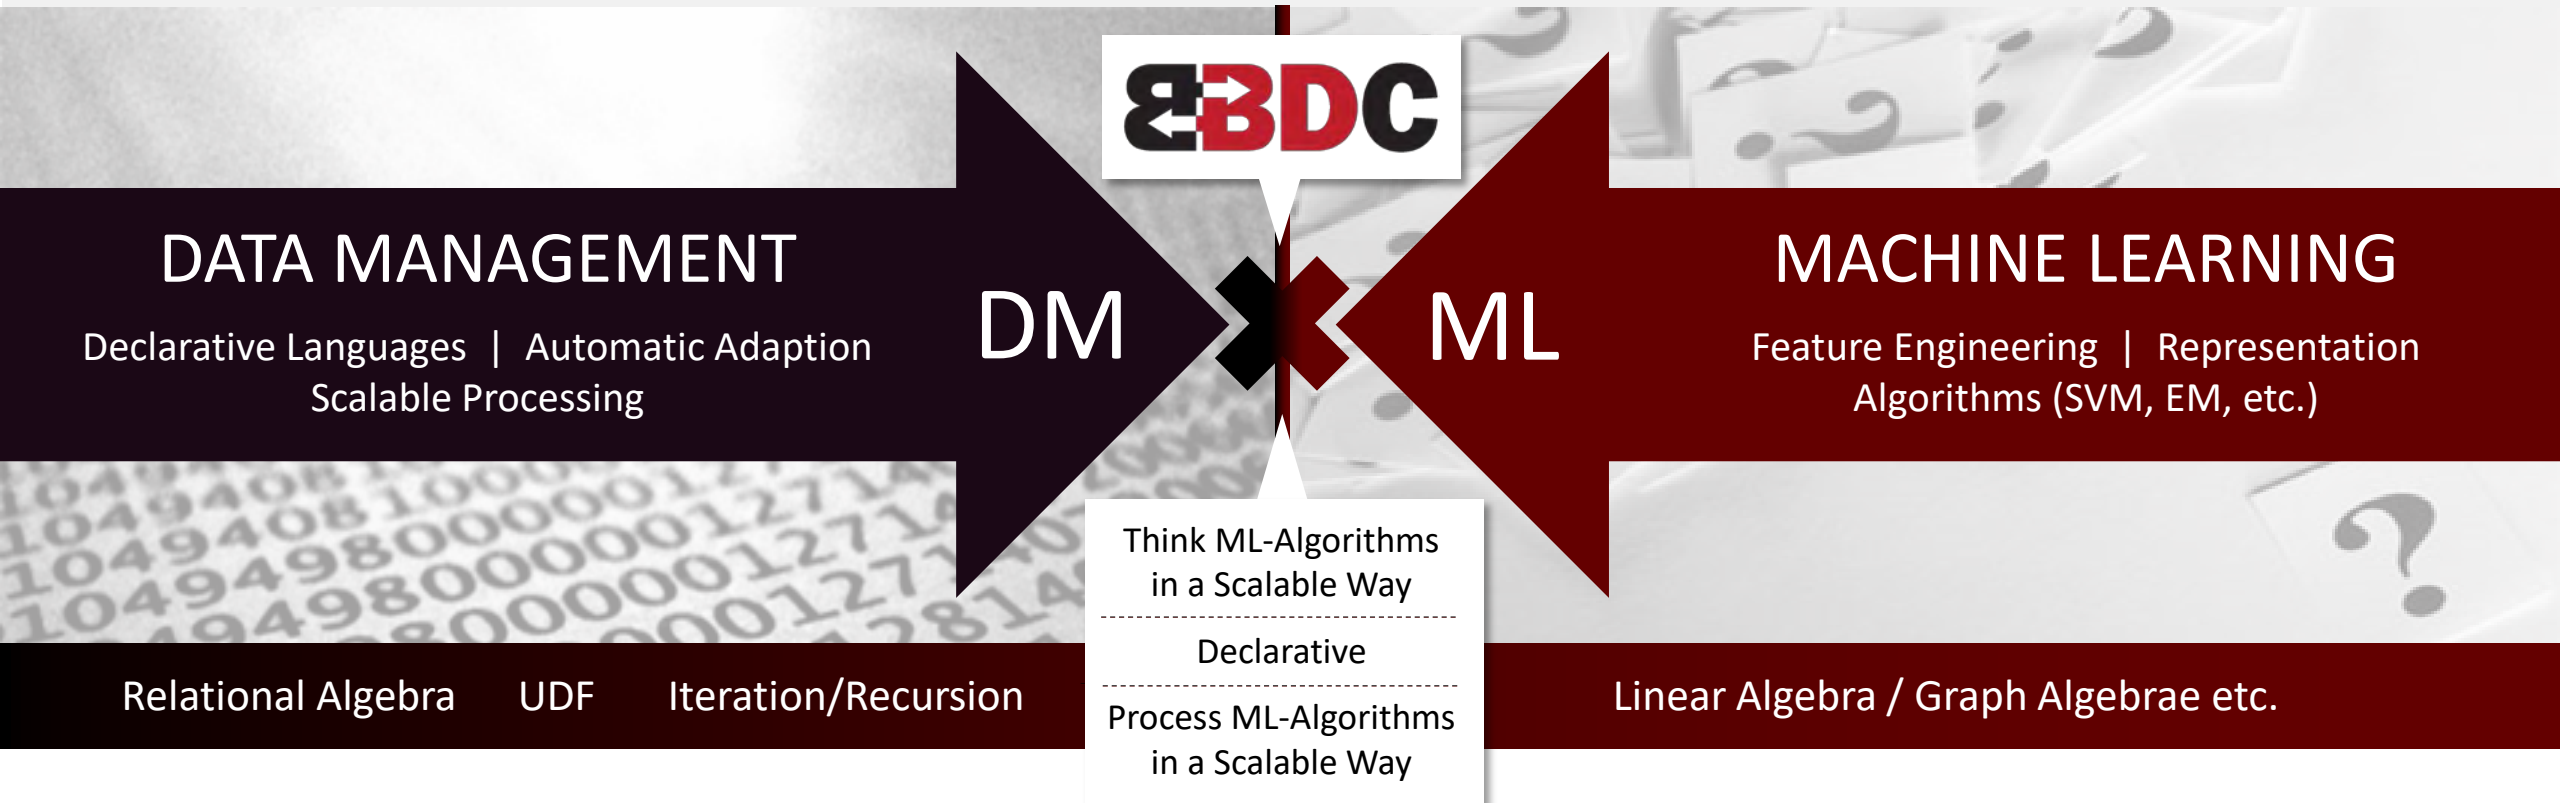 BBDC
DATA MANAGEMENT
Declarative Languages | Automatic Adaption
Scalable Processing
DM
ML
MACHINE LEARNING
Feature Engineering | Representation
Algorithms (SVM, EM, etc.)
Think ML-Algorithms
in a Scalable Way
Declarative
Process ML-Algorithms
in a Scalable Way
Relational Algebra UDF Iteration/Recursion
Linear Algebra / Graph Algebrae etc.